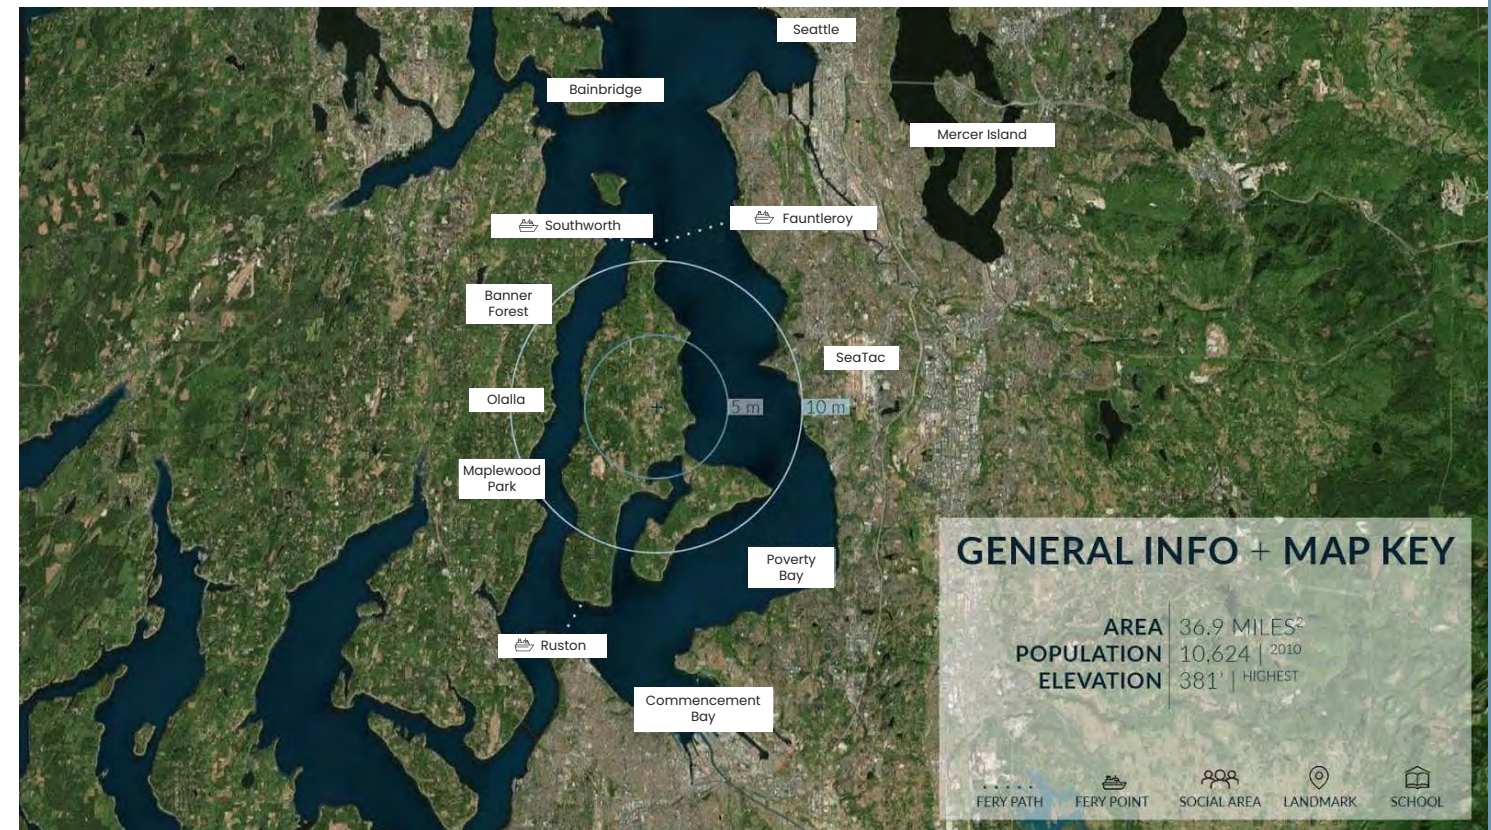 Seattle
Bainbridge
Mercer Island
Southworth
Fauntleroy
Banner
Forest
SeaTac
Olalla
5 m
10 m
Maplewood
Park
GENERAL INFO + MAP KEY
Poverty
Bay
AREA 36.9 MILES²
POPULATION 10,624 | 2010
ELEVATION 381' | HIGHEST
Ruston
Commencement
Bay
FERY PATH
FERY POINT
SOCIAL AREA
LANDMARK
SCHOOL